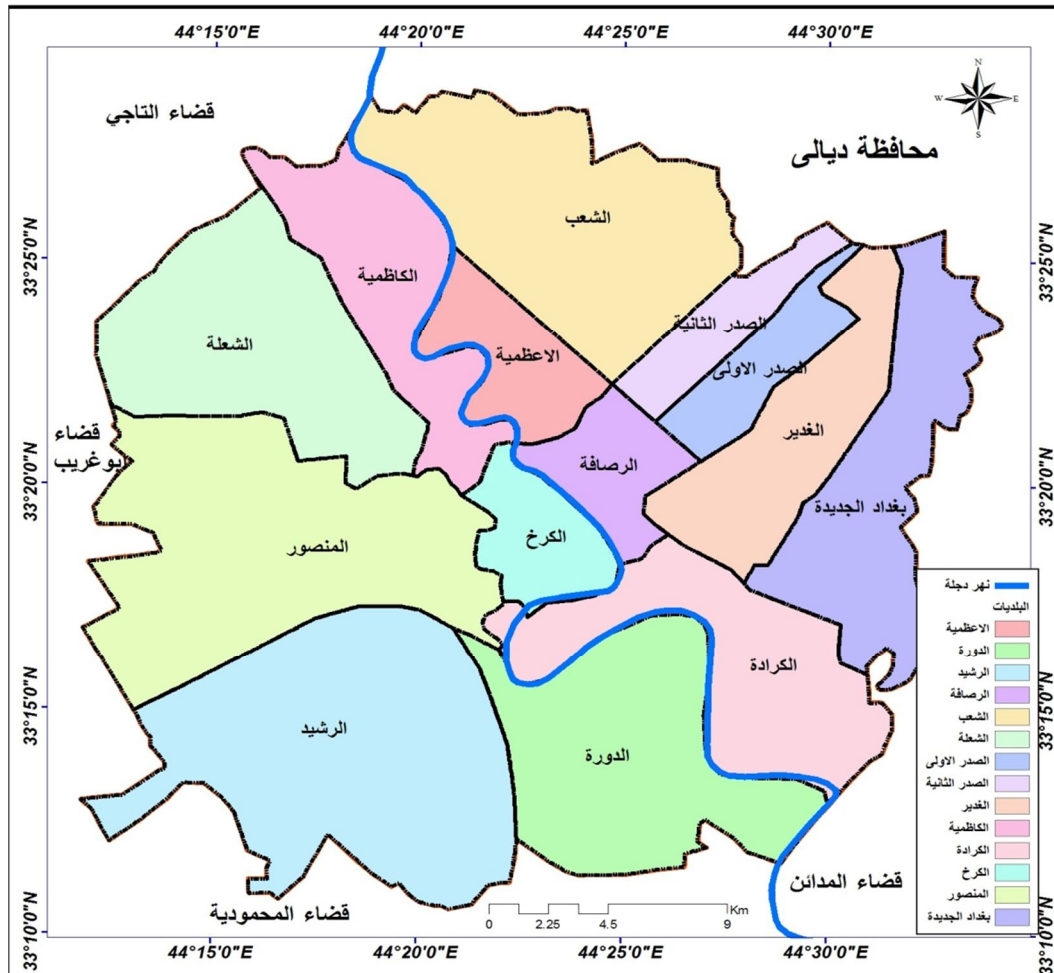 44°15'0"E 44°20'0"E 44°25'0"E 44°30'0"E
N
W E
S
قضاء التاجي
محافظة ديالى
33°25'0"N 33°25'0"N
الشعب
الكاظمية
الصدر الثانية
الشعلة
الاعظمية
الصدر الاولى
قضاء
ابوغريب
الغدير
الرصافة
33°20'0"N 33°20'0"N
بغداد الجديدة
المنصور
الكرخ
الكرادة
33°15'0"N 33°15'0"N
الرشيد
الدورة
نهر دجلة
البلديات
الاعظمية
الدورة
الرشيد
الرصافة
الشعب
الشعلة
الصدر الاولى
الصدر الثانية
الغدير
الكاظمية
الكرادة
الكرخ
المنصور
بغداد الجديدة
قضاء المدائن
قضاء المحمودية
Km
0 2.25 4.5 9
33°10'0"N 33°10'0"N
44°15'0"E 44°20'0"E 44°25'0"E 44°30'0"E